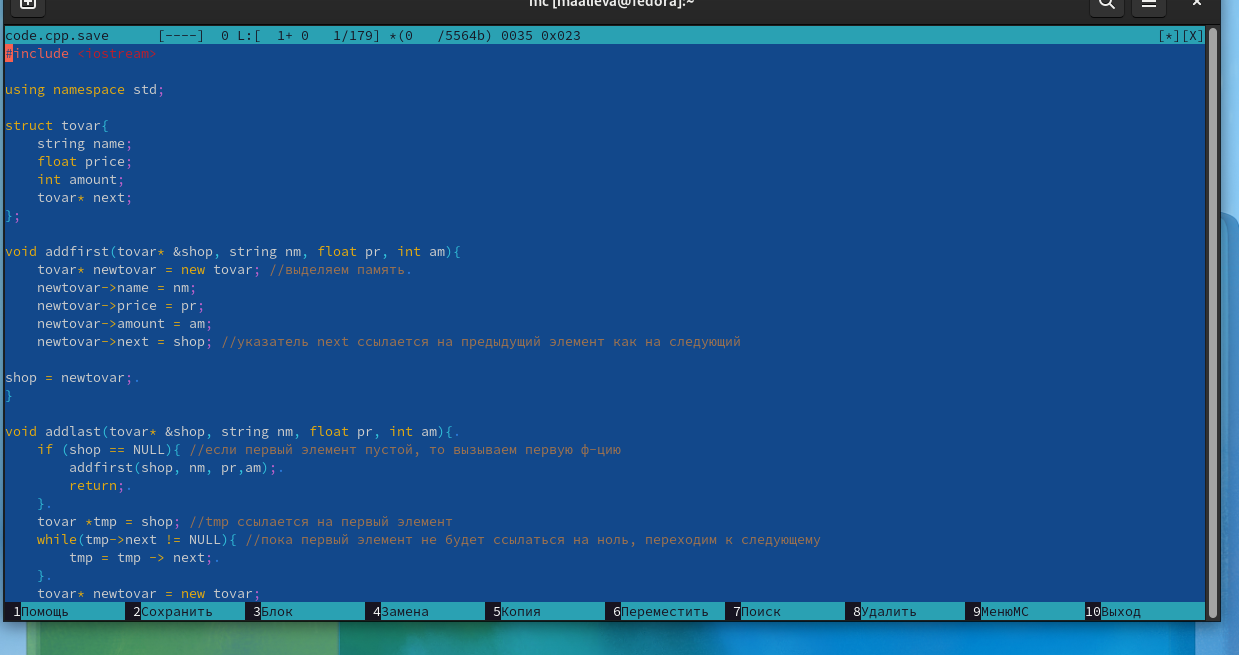 mc [maalieva@fedora]:~
code.cpp.save      [----]  0 L:[  1+ 0   1/179] *(0   /5564b) 0035 0x023                                                                        [*][X]
#include <iostream>

using namespace std;

struct tovar{
    string name;
    float price;
    int amount;
    tovar* next;
};

void addfirst(tovar* &shop, string nm, float pr, int am){
    tovar* newtovar = new tovar; //выделяем память.
    newtovar->name = nm;
    newtovar->price = pr;
    newtovar->amount = am;
    newtovar->next = shop; //указатель next ссылается на предыдущий элемент как на следующий

shop = newtovar;.
}

void addlast(tovar* &shop, string nm, float pr, int am){.
    if (shop == NULL){ //если первый элемент пустой, то вызываем первую ф-цию
        addfirst(shop, nm, pr,am);.
        return;.
    }.
    tovar *tmp = shop; //tmp ссылается на первый элемент
    while(tmp->next != NULL){ //пока первый элемент не будет ссылаться на ноль, переходим к следующему
        tmp = tmp -> next;.
    }.
    tovar* newtovar = new tovar;
1Помощь 2Сохранить 3Блок 4Замена 5Копия 6Переместить 7Поиск 8Удалить 9МенюMC 10Выход